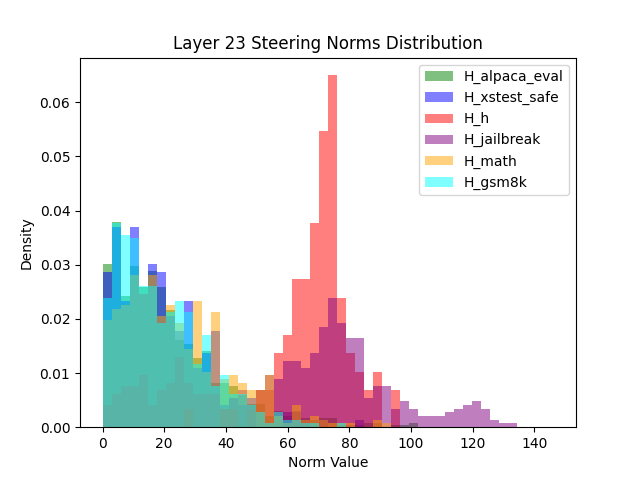 Layer 23 Steering Norms Distribution
H_alpaca_eval
H_xstest_safe
H_h
H_jailbreak
H_math
H_gsm8k
Density
0.06
0.05
0.04
0.03
0.02
0.01
0.00
0 20 40 60 80 100 120 140
Norm Value